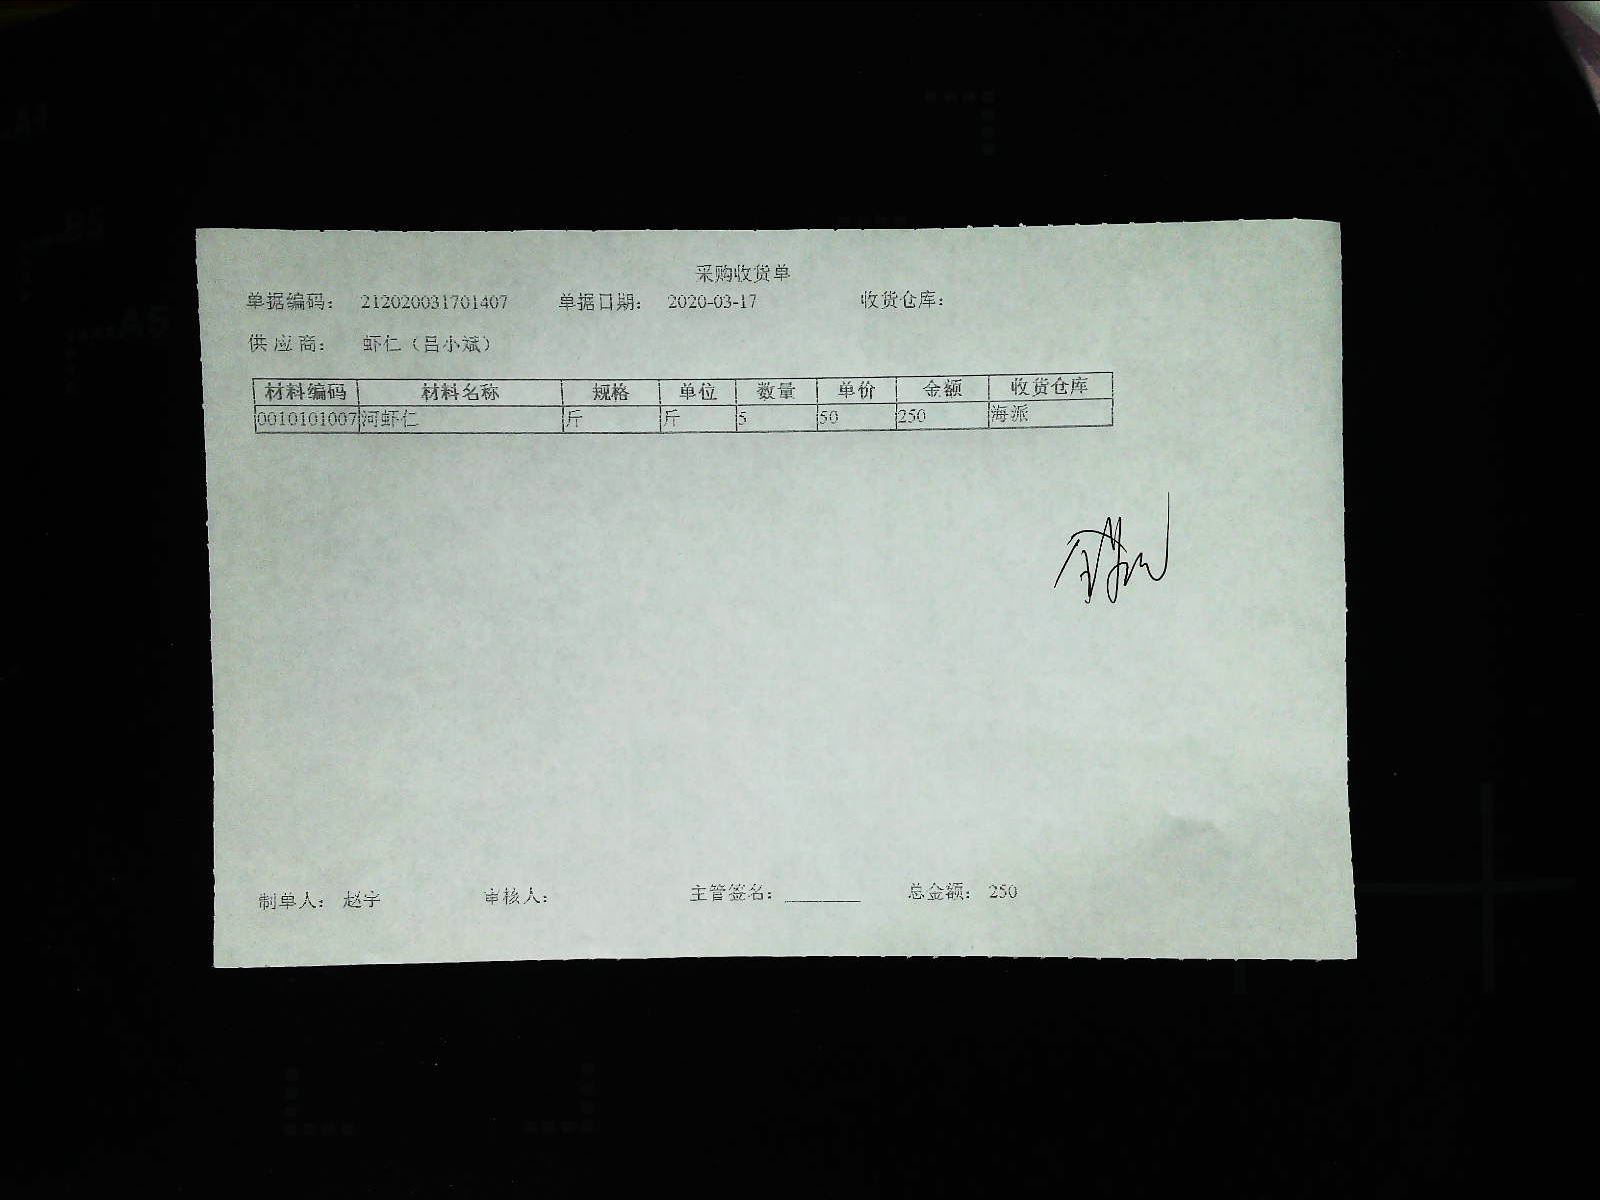 采购收货单
单据编码： 212020031701407 单据日期： 2020-03-17 收货仓库：
供应商： 虾仁（吕小斌）
材料编码 材料名称 规格 单位 数量 单价 金额 收货仓库
0010101007 河虾仁 斤 斤 5 50 250 海派
制单人： 赵宇 审核人： 主管签名： 总金额： 250